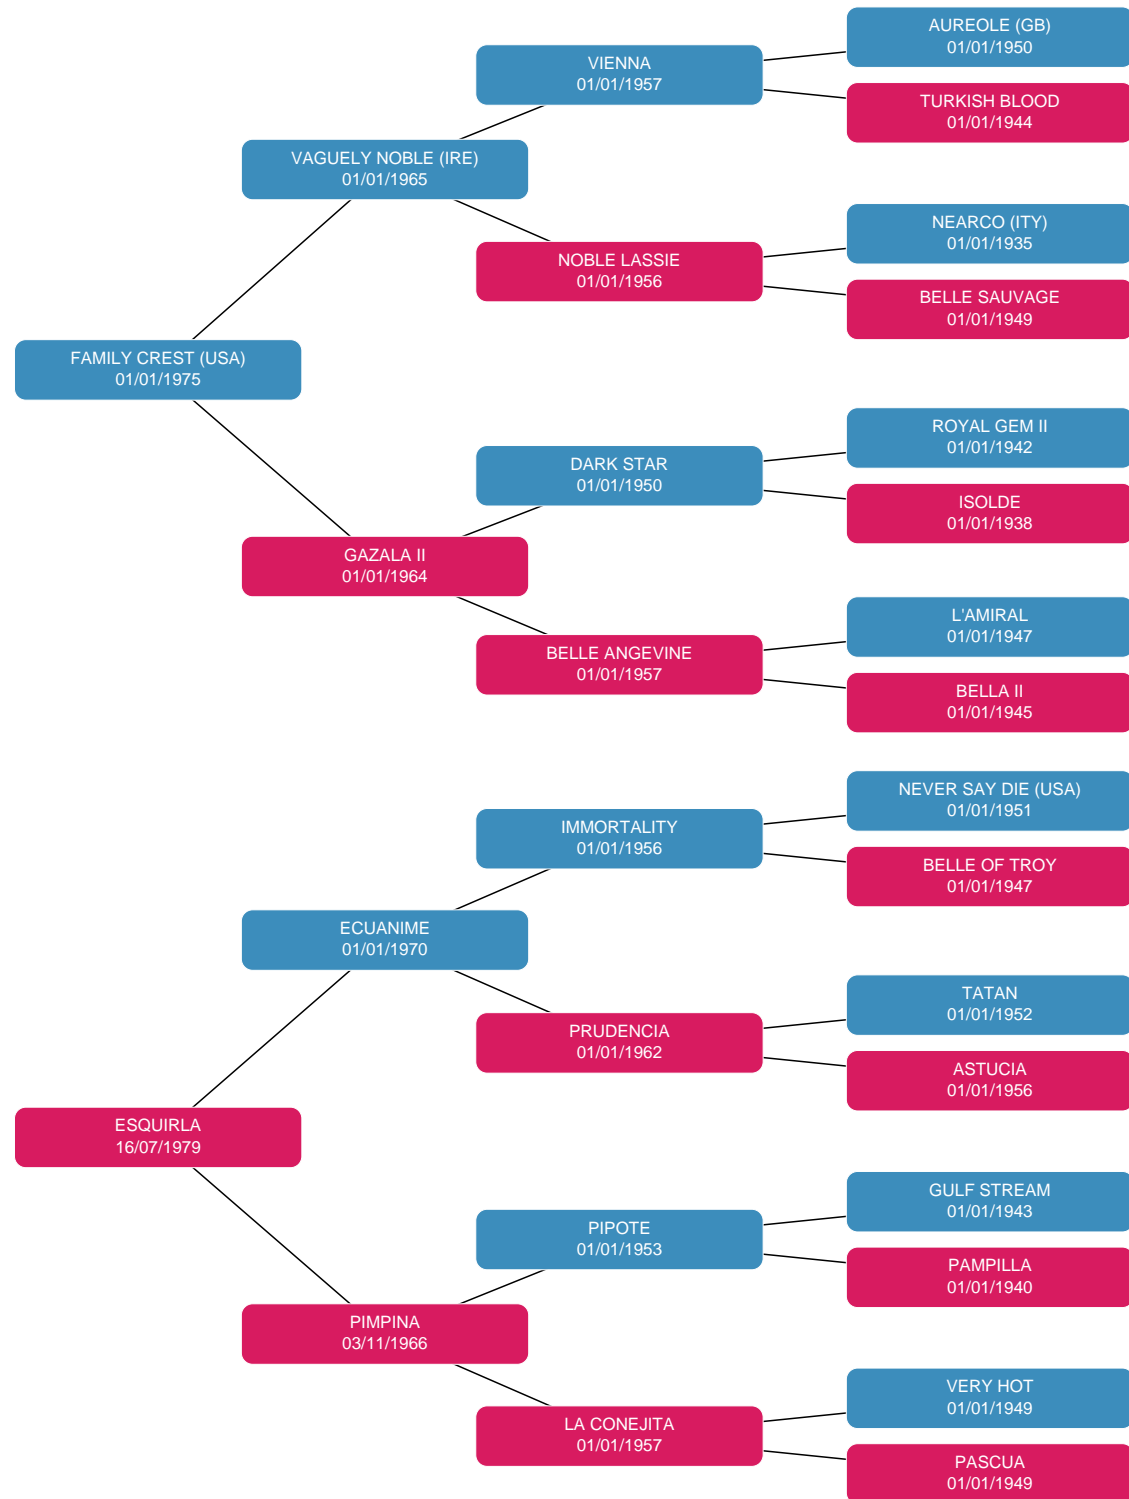 AUREOLE (GB)
01/01/1950
VIENNA
01/01/1957
TURKISH BLOOD
01/01/1944
VAGUELY NOBLE (IRE)
01/01/1965
NEARCO (ITY)
01/01/1935
NOBLE LASSIE
01/01/1956
BELLE SAUVAGE
01/01/1949
FAMILY CREST (USA)
01/01/1975
ROYAL GEM II
01/01/1942
DARK STAR
01/01/1950
ISOLDE
01/01/1938
GAZALA II
01/01/1964
L'AMIRAL
01/01/1947
BELLE ANGEVINE
01/01/1957
BELLA II
01/01/1945
NEVER SAY DIE (USA)
01/01/1951
IMMORTALITY
01/01/1956
BELLE OF TROY
01/01/1947
ECUANIME
01/01/1970
TATAN
01/01/1952
PRUDENCIA
01/01/1962
ASTUCIA
01/01/1956
ESQUIRLA
16/07/1979
GULF STREAM
01/01/1943
PIPOTE
01/01/1953
PAMPILLA
01/01/1940
PIMPINA
03/11/1966
VERY HOT
01/01/1949
LA CONEJITA
01/01/1957
PASCUA
01/01/1949